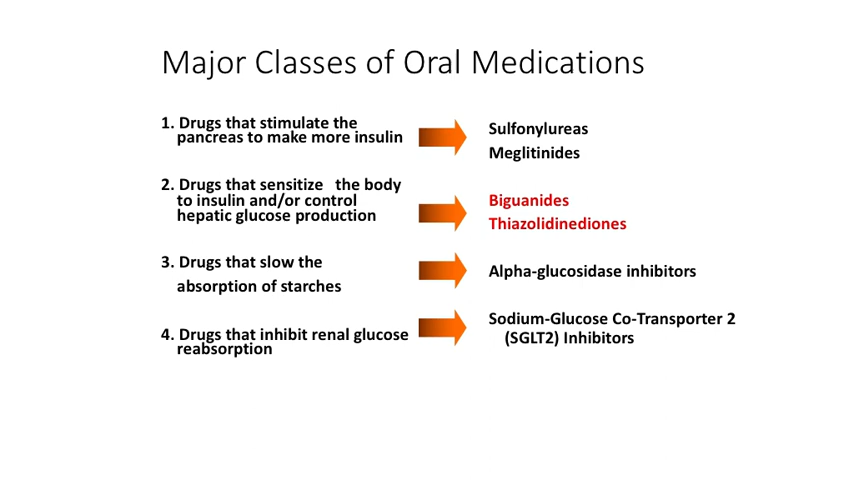 Major Classes of Oral Medications
1. Drugs that stimulate the
pancreas to make more insulin
Sulfonylureas
Meglitinides
2. Drugs that sensitize the body
to insulin and/or control
hepatic glucose production
Biguanides
Thiazolidinediones
3. Drugs that slow the
absorption of starches
Alpha-glucosidase inhibitors
4. Drugs that inhibit renal glucose
reabsorption
Sodium-Glucose Co-Transporter 2
(SGLT2) Inhibitors